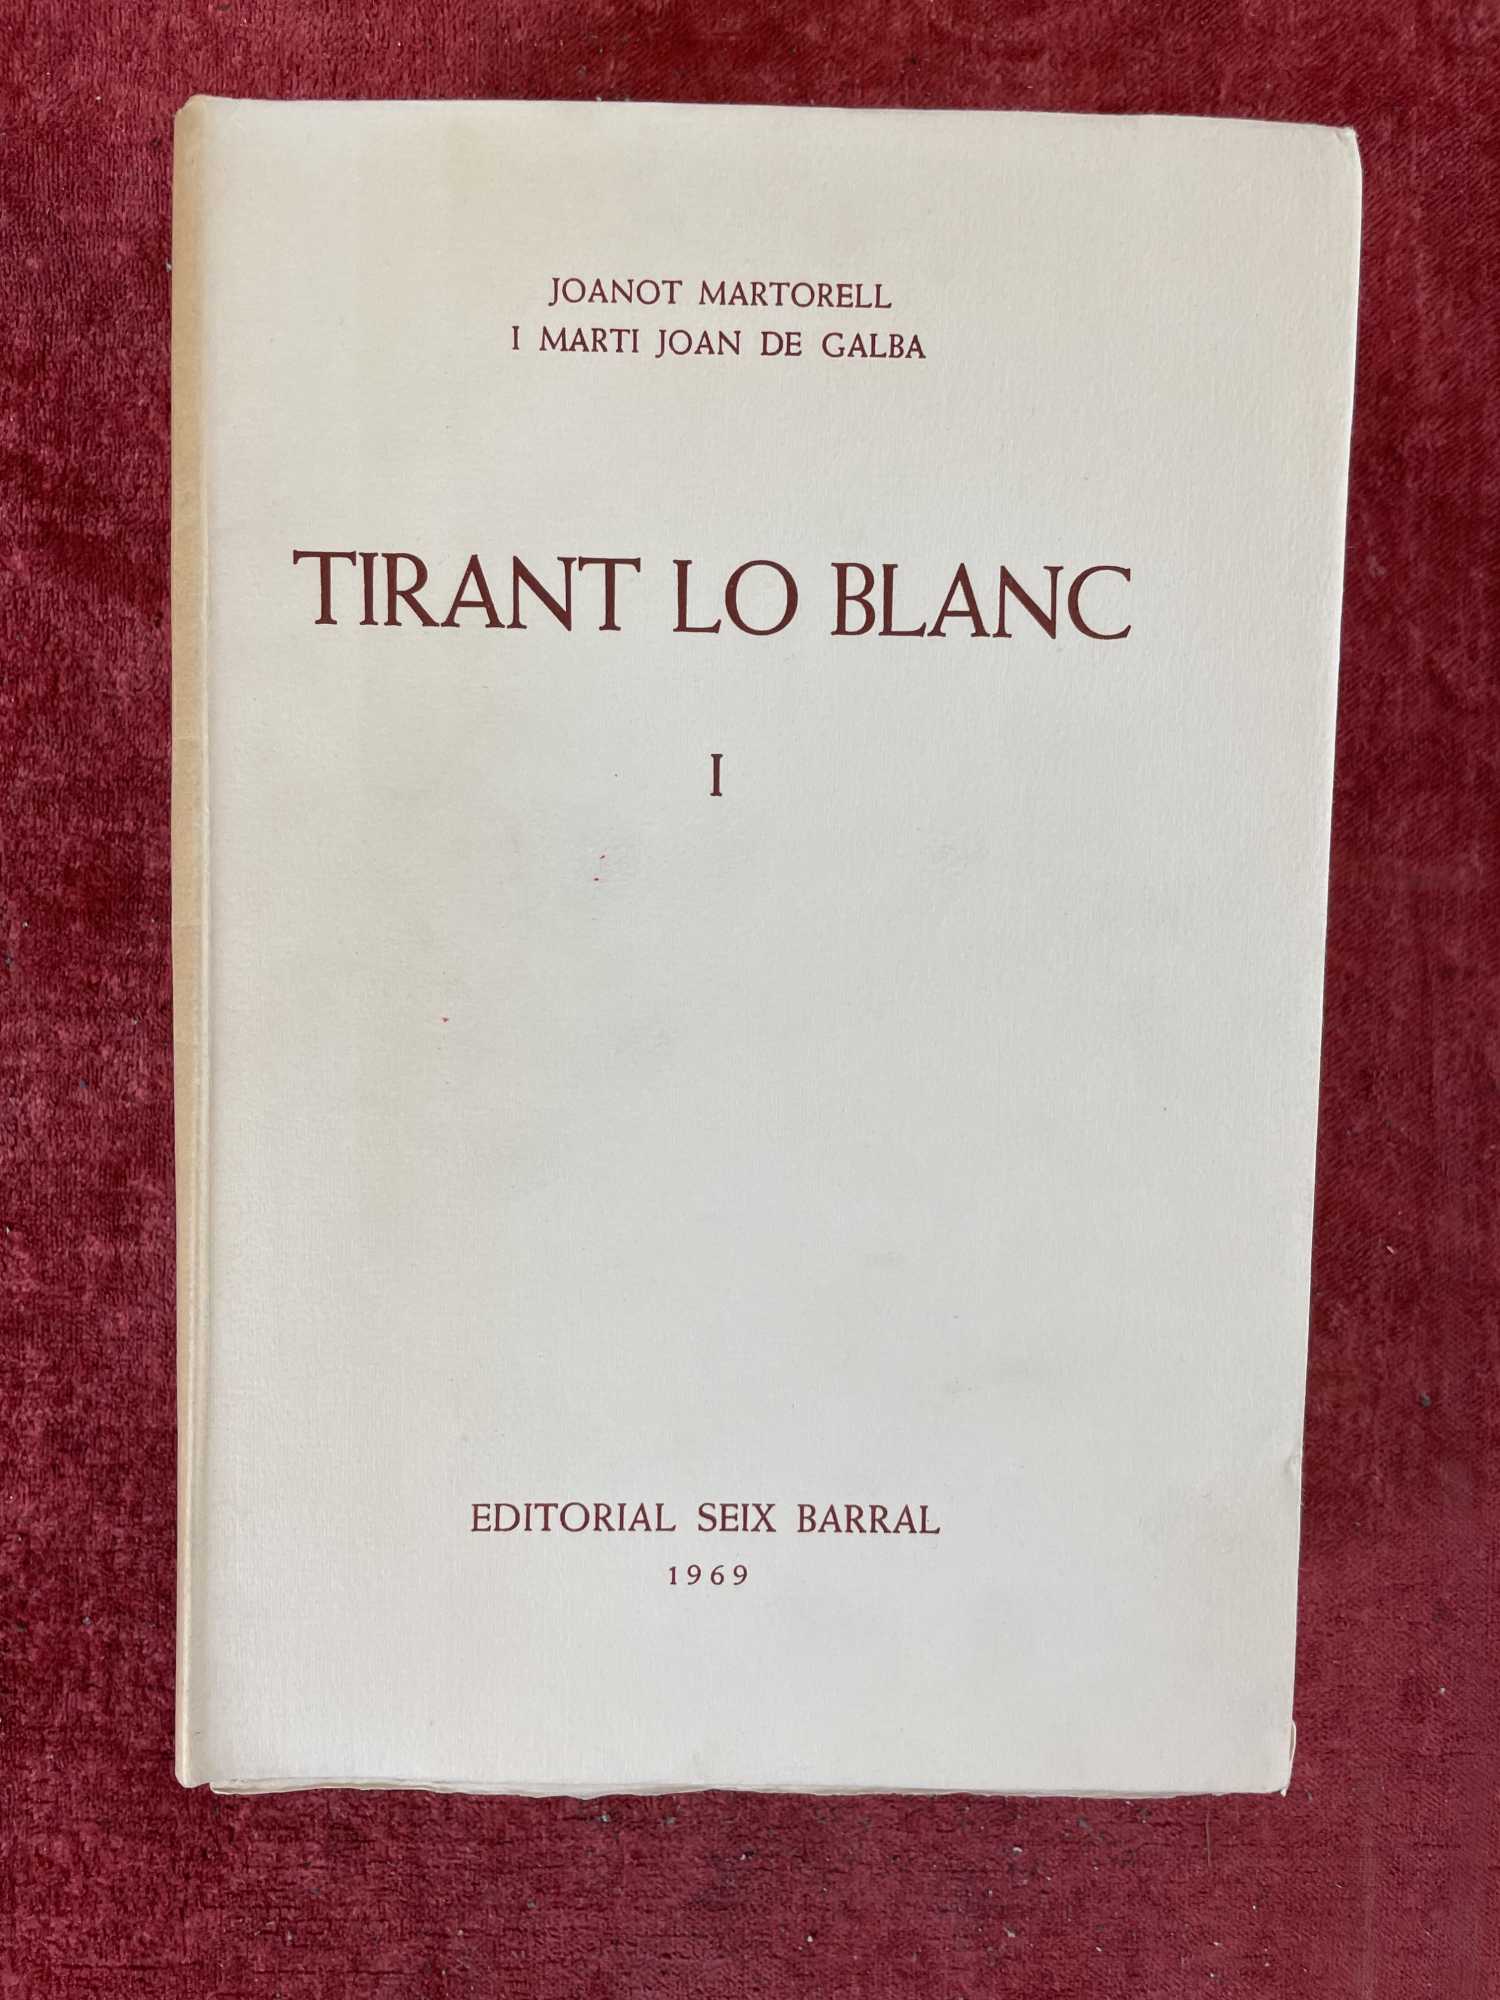 JOANOT MARTORELL
I MARTI JOAN DE GALBA
TIRANT LO BLANC
I
EDITORIAL SEIX BARRAL
1969